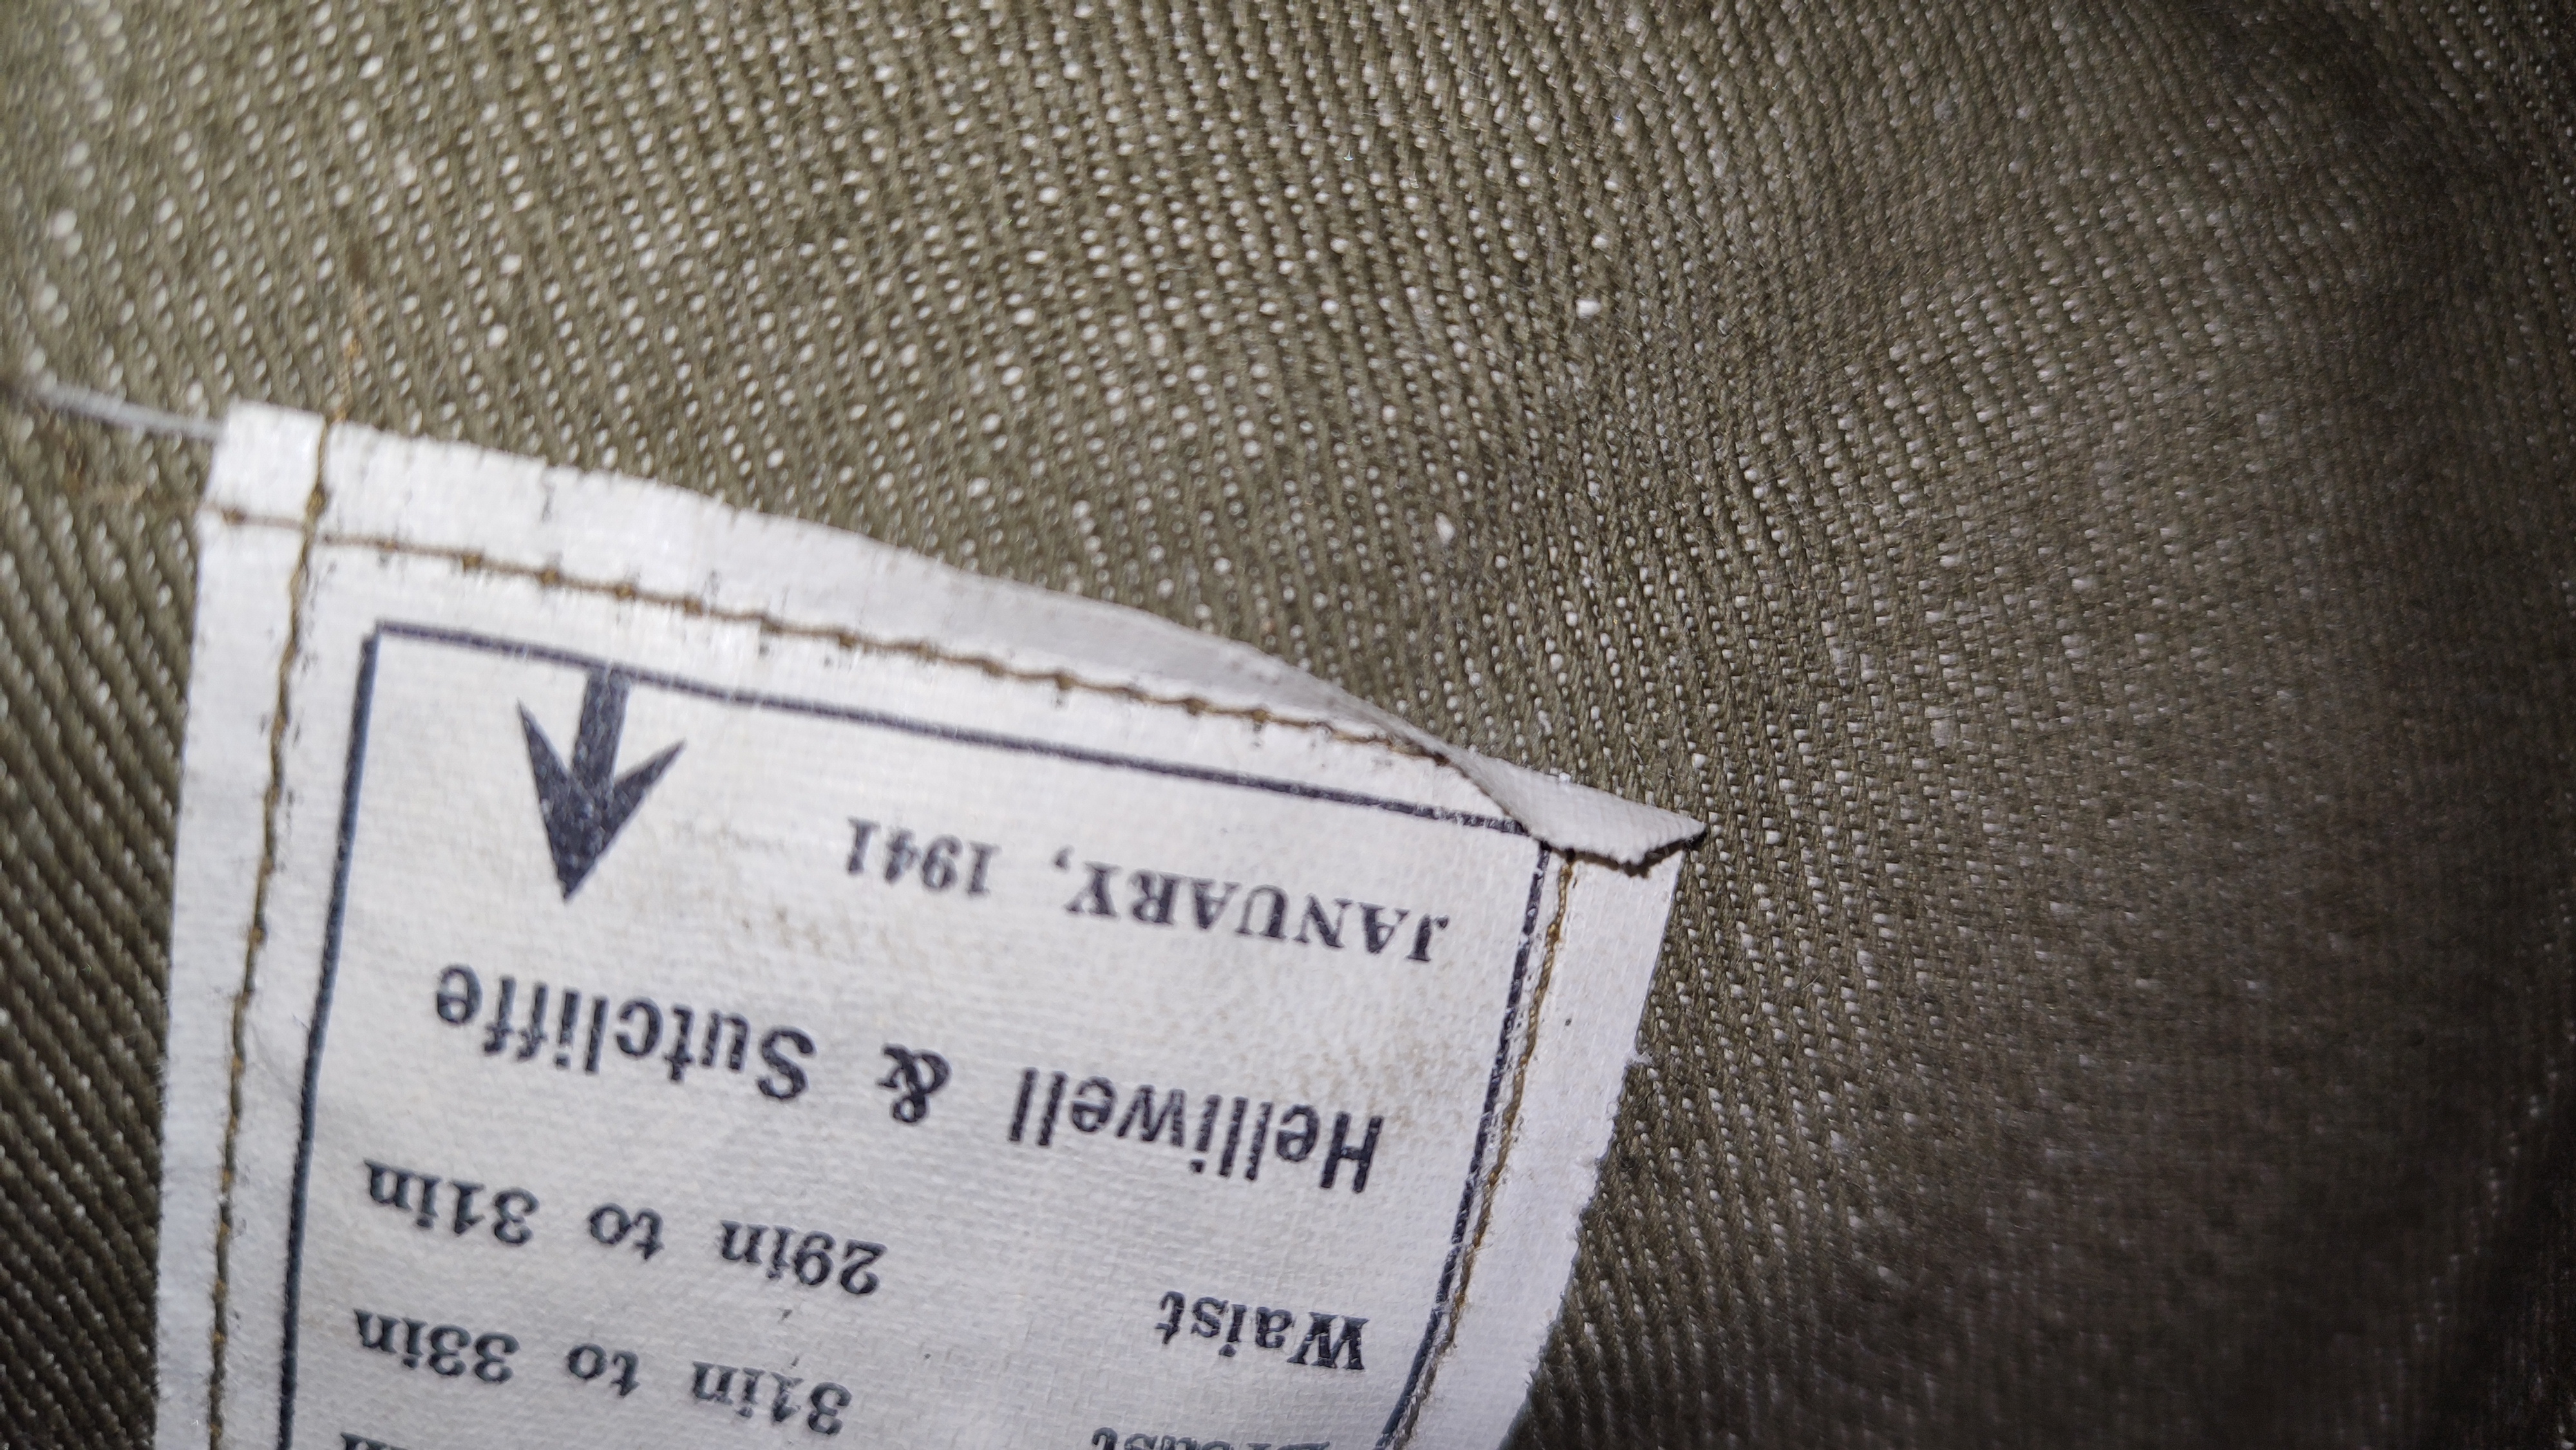 31in to 33in
Waist 29in to 31in
Helliwell & Sutcliffe
JANUARY, 1941